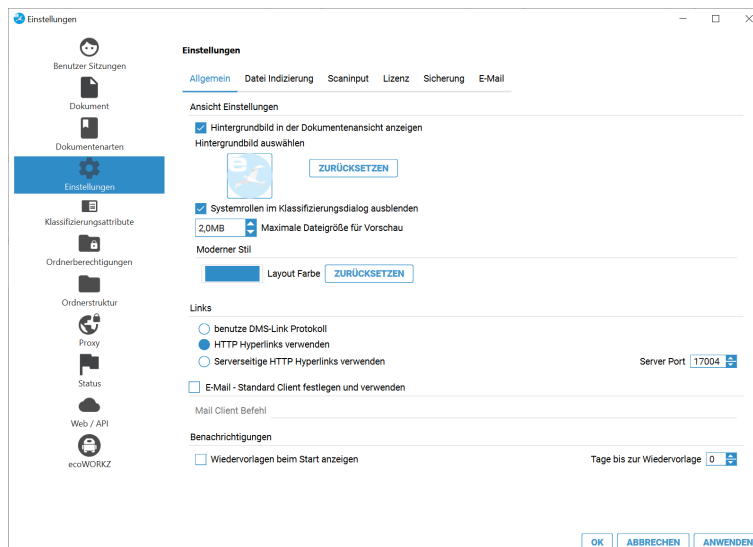 Einstellungen
Benutzer Sitzungen
Dokument
Dokumentenarten
Einstellungen
Klassifizierungsattribute
Ordnerberechtigungen
Ordnerstruktur
Proxy
Status
Web / API
ecoWORKZ
Einstellungen
Allgemein Datei Indizierung Scaninput Lizenz Sicherung E-Mail
Ansicht Einstellungen
Hintergrundbild in der Dokumentenansicht anzeigen
Hintergrundbild auswählen
e
ZURÜCKSETZEN
Systemrollen im Klassifizierungsdialog ausblenden
2,0MB Maximale Dateigröße für Vorschau
Moderner Stil
Layout Farbe ZURÜCKSETZEN
Links
benutze DMS-Link Protokoll
HTTP Hyperlinks verwenden
Serverseitige HTTP Hyperlinks verwenden Server Port 17004
E-Mail - Standard Client festlegen und verwenden
Mail Client Befehl
Benachrichtigungen
Wiedervorlagen beim Start anzeigen Tage bis zur Wiedervorlage 0
OK ABBRECHEN ANWENDEN